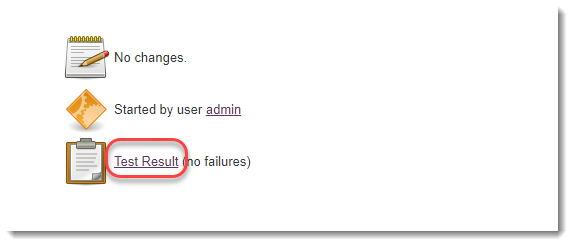 No changes.
Started by user admin
Test Result (no failures)